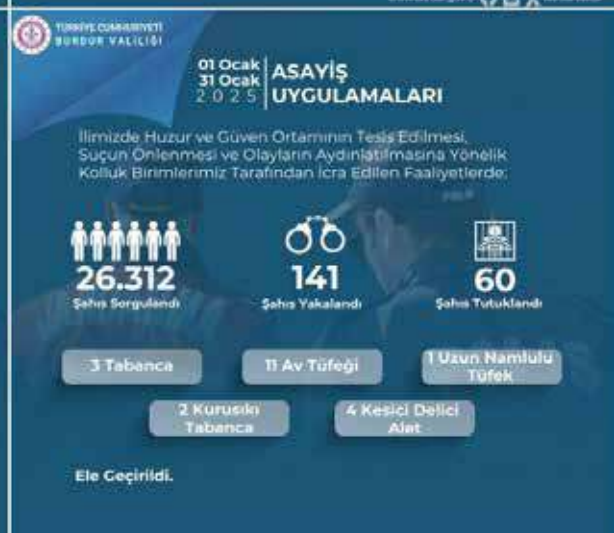 TÜRKİYE CUMHURİYETİ
BURDUR VALİLİĞİ
01 Ocak
31 Ocak
2025
ASAYİŞ
UYGULAMALARI
İlimizde Huzur ve Güven Ortamının Tesis Edilmesi,
Suçun Önlenmesi ve Olayların Aydınlatılmasına Yönelik
Kolluk Birimlerimiz Tarafından İcra Edilen Faaliyetlerde;
26.312
Şahıs Sorgulandı
141
Şahıs Yakalandı
60
Şahıs Tutuklandı
3 Tabanca
11 Av Tüfeği
1 Uzun Namlulu
Tüfek
2 Kurusıkı
Tabanca
4 Kesici Delici
Alet
Ele Geçirildi.